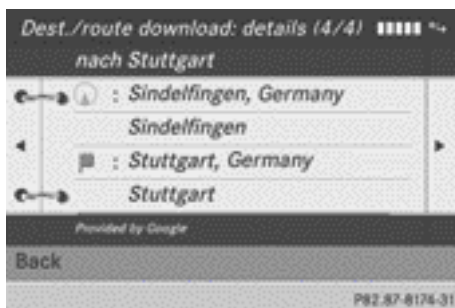 Dest./route download: details (4/4)
nach Stuttgart
: Sindelfingen, Germany
Sindelfingen
: Stuttgart, Germany
Stuttgart
Provided by Google
Back
P82.87-8174-31